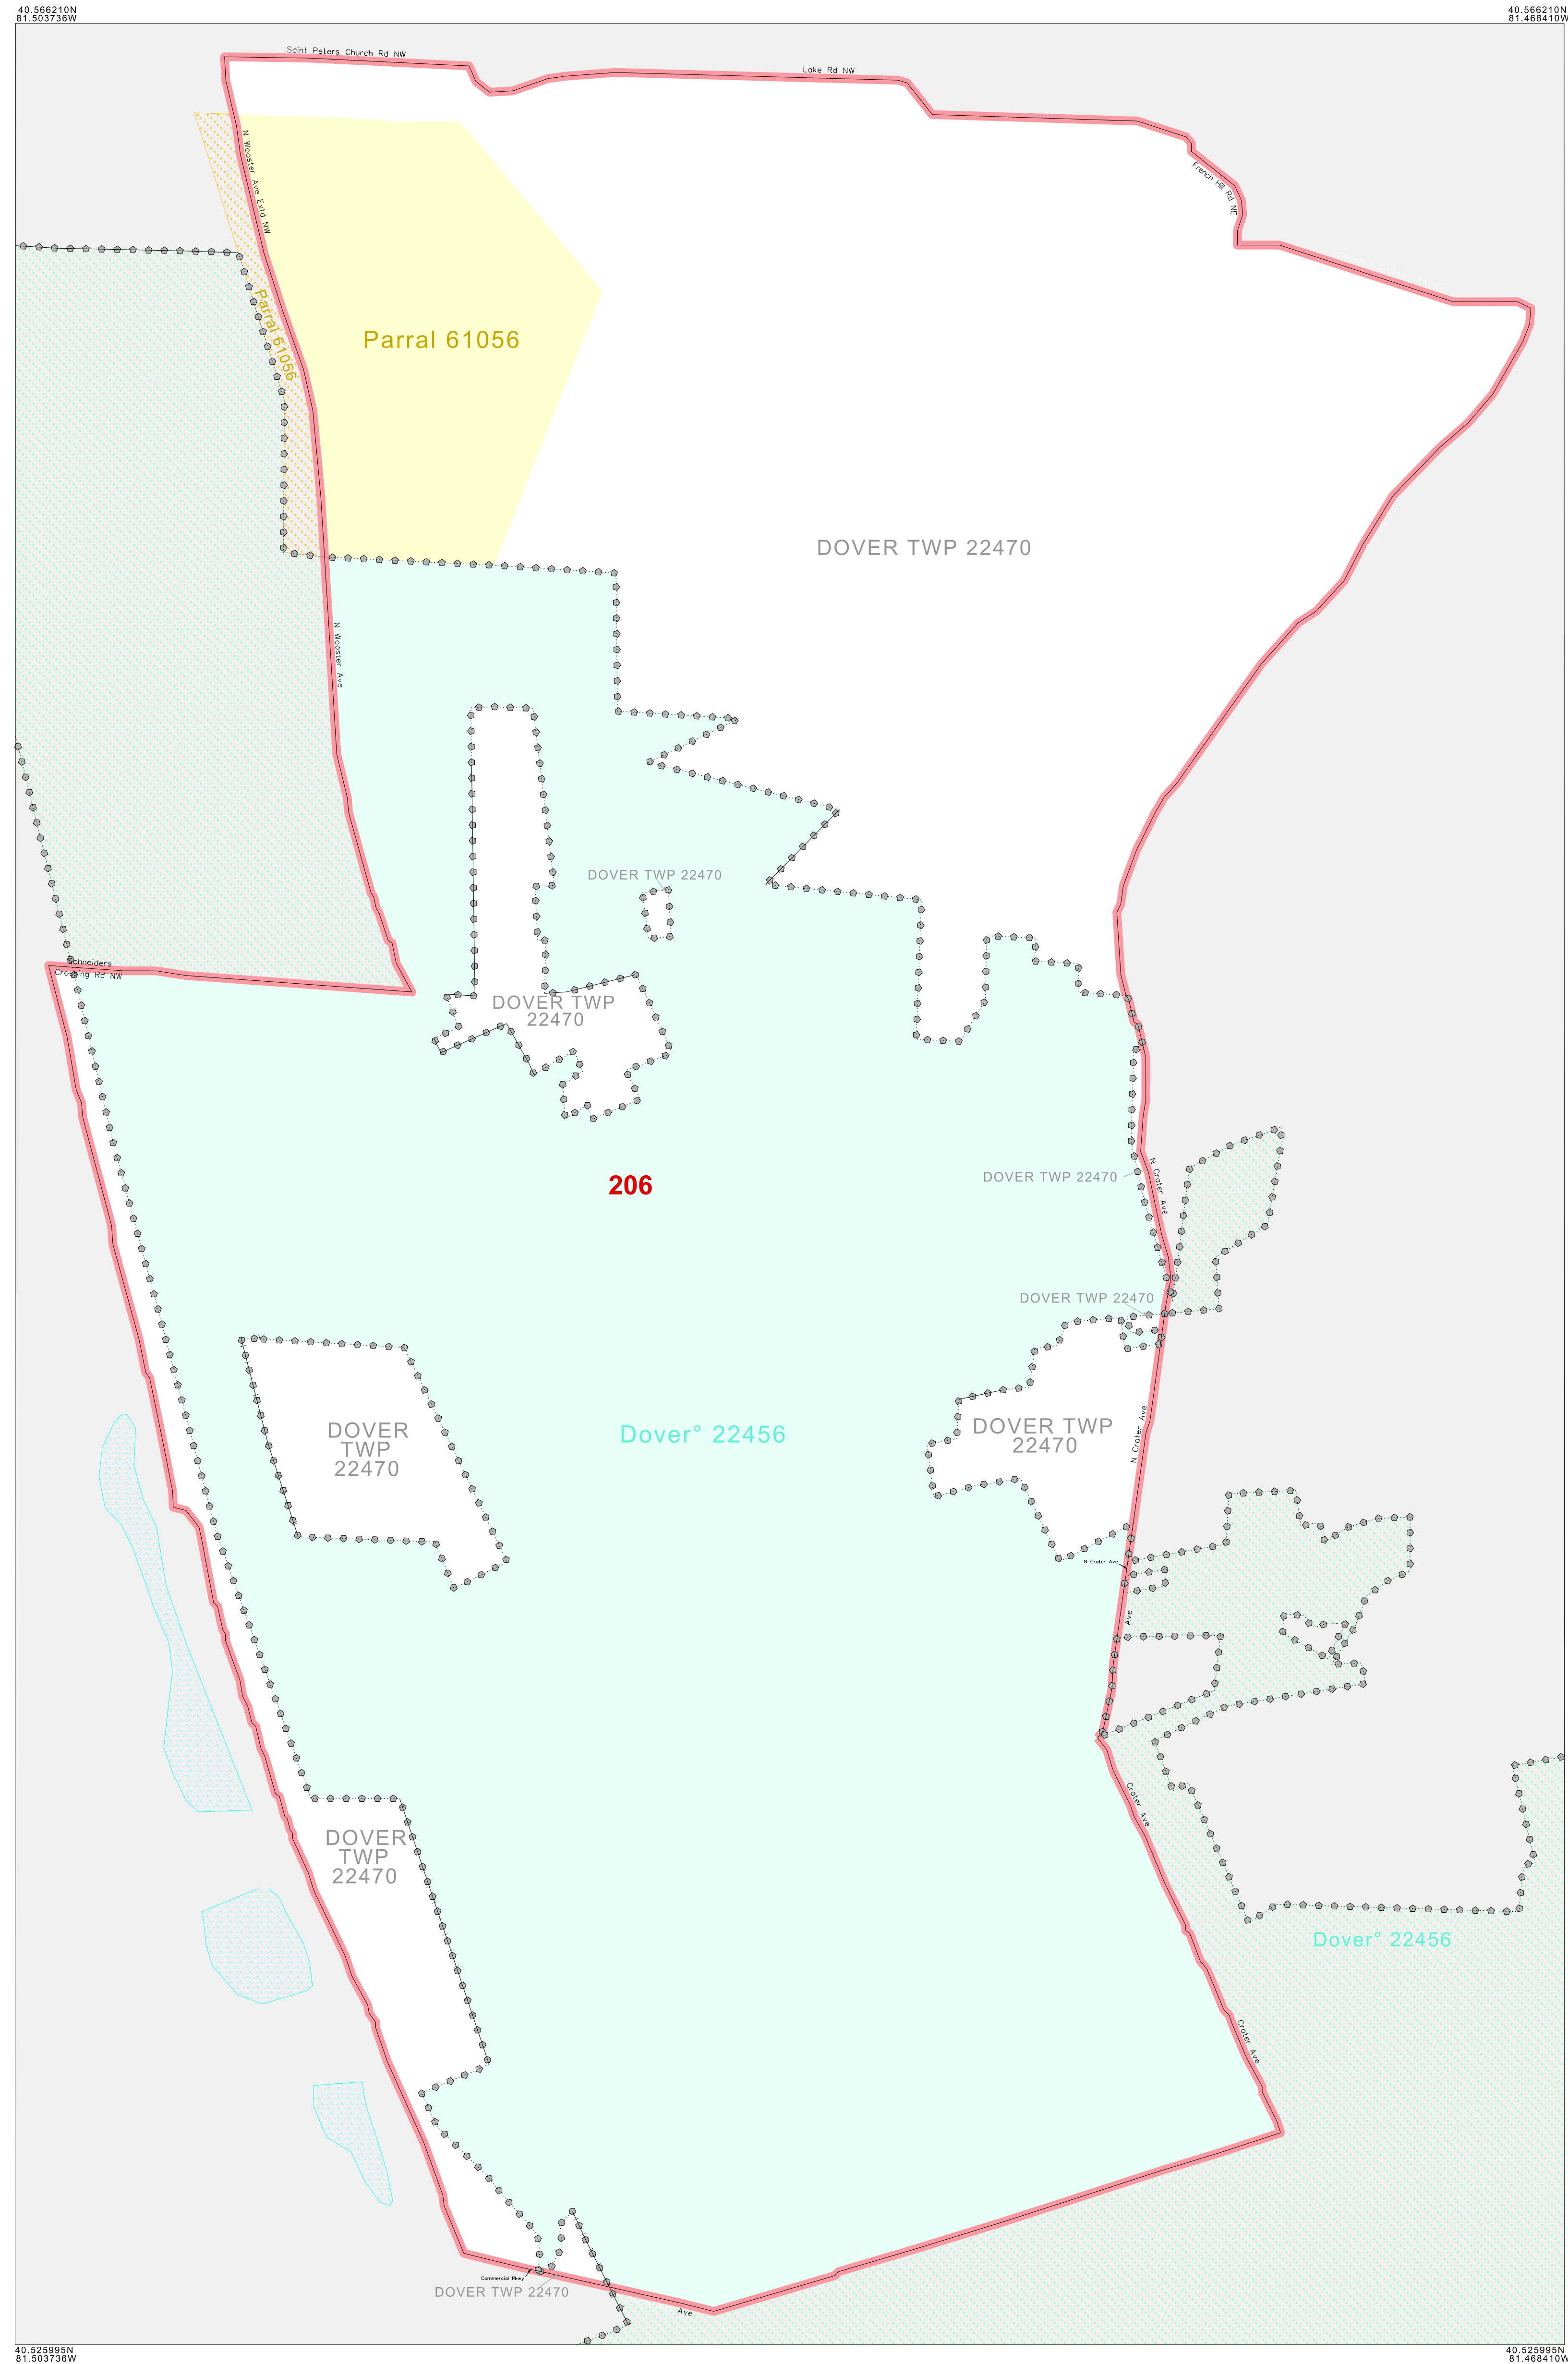 40.566210N
81.503736W
40.566210N
81.468410W
Saint Peters Church Rd NW
Lake Rd NW
N Wooster Ave Extd NW
French Hill Rd NE
Parral 61056
Parral 61056
DOVER TWP 22470
N Wooster Ave
DOVER TWP 22470
Schneiders
Crossing Rd NW
DOVER TWP
22470
DOVER TWP 22470
N Crater Ave
206
DOVER TWP 22470
DOVER
TWP
22470
Dover° 22456
DOVER TWP
22470
N Crater Ave
N Crater Ave
Ave
Crater Ave
DOVER
TWP
22470
Dover° 22456
Crater Ave
Commercial Pkwy
DOVER TWP 22470
Ave
40.525995N
81.503736W
40.525995N
81.468410W